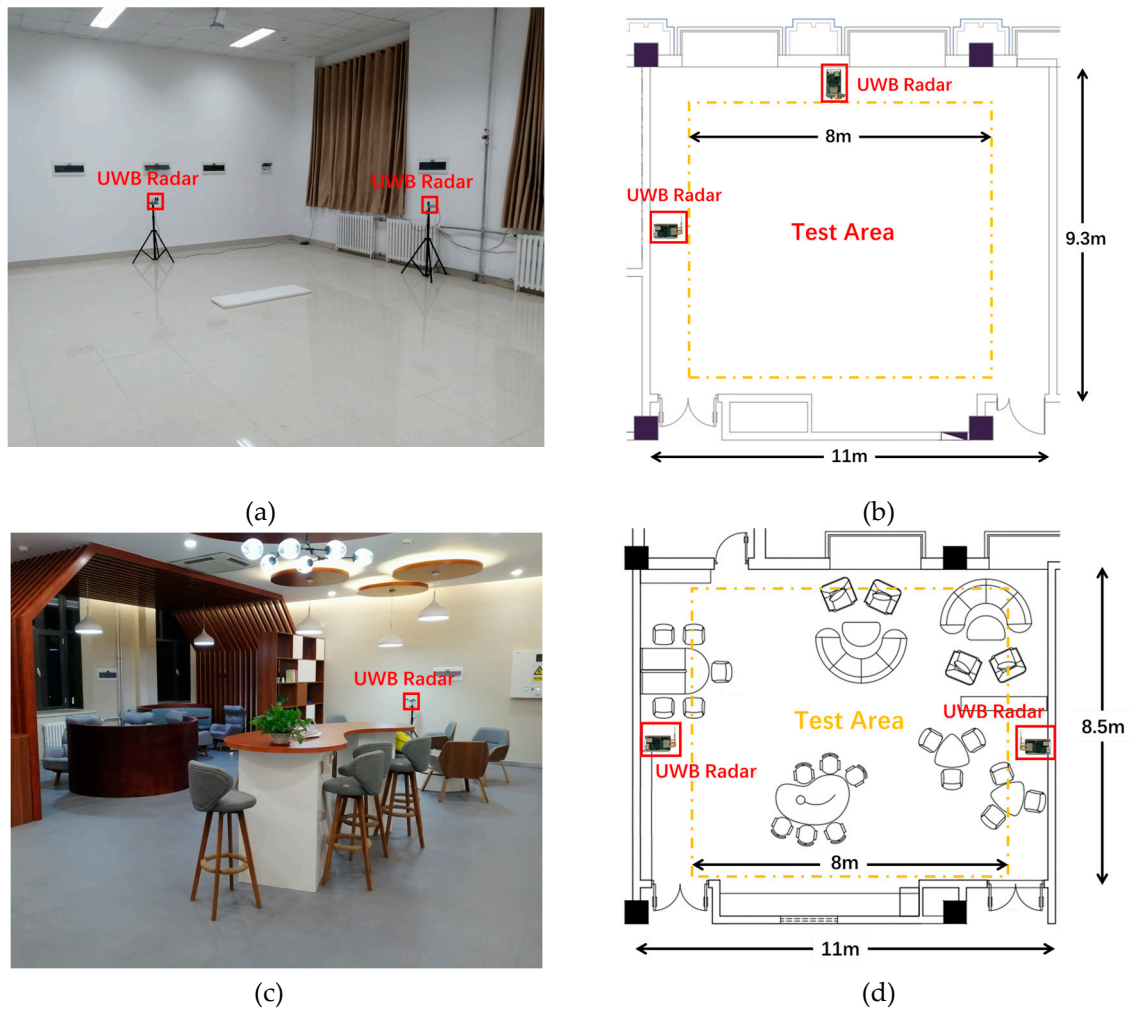 UWB Radar
UWB Radar
UWB Radar
8m
UWB Radar
Test Area
9.3m
11m
(a)
(b)
UWB Radar
Test Area
UWB Radar
UWB Radar
8.5m
8m
11m
(c)
(d)